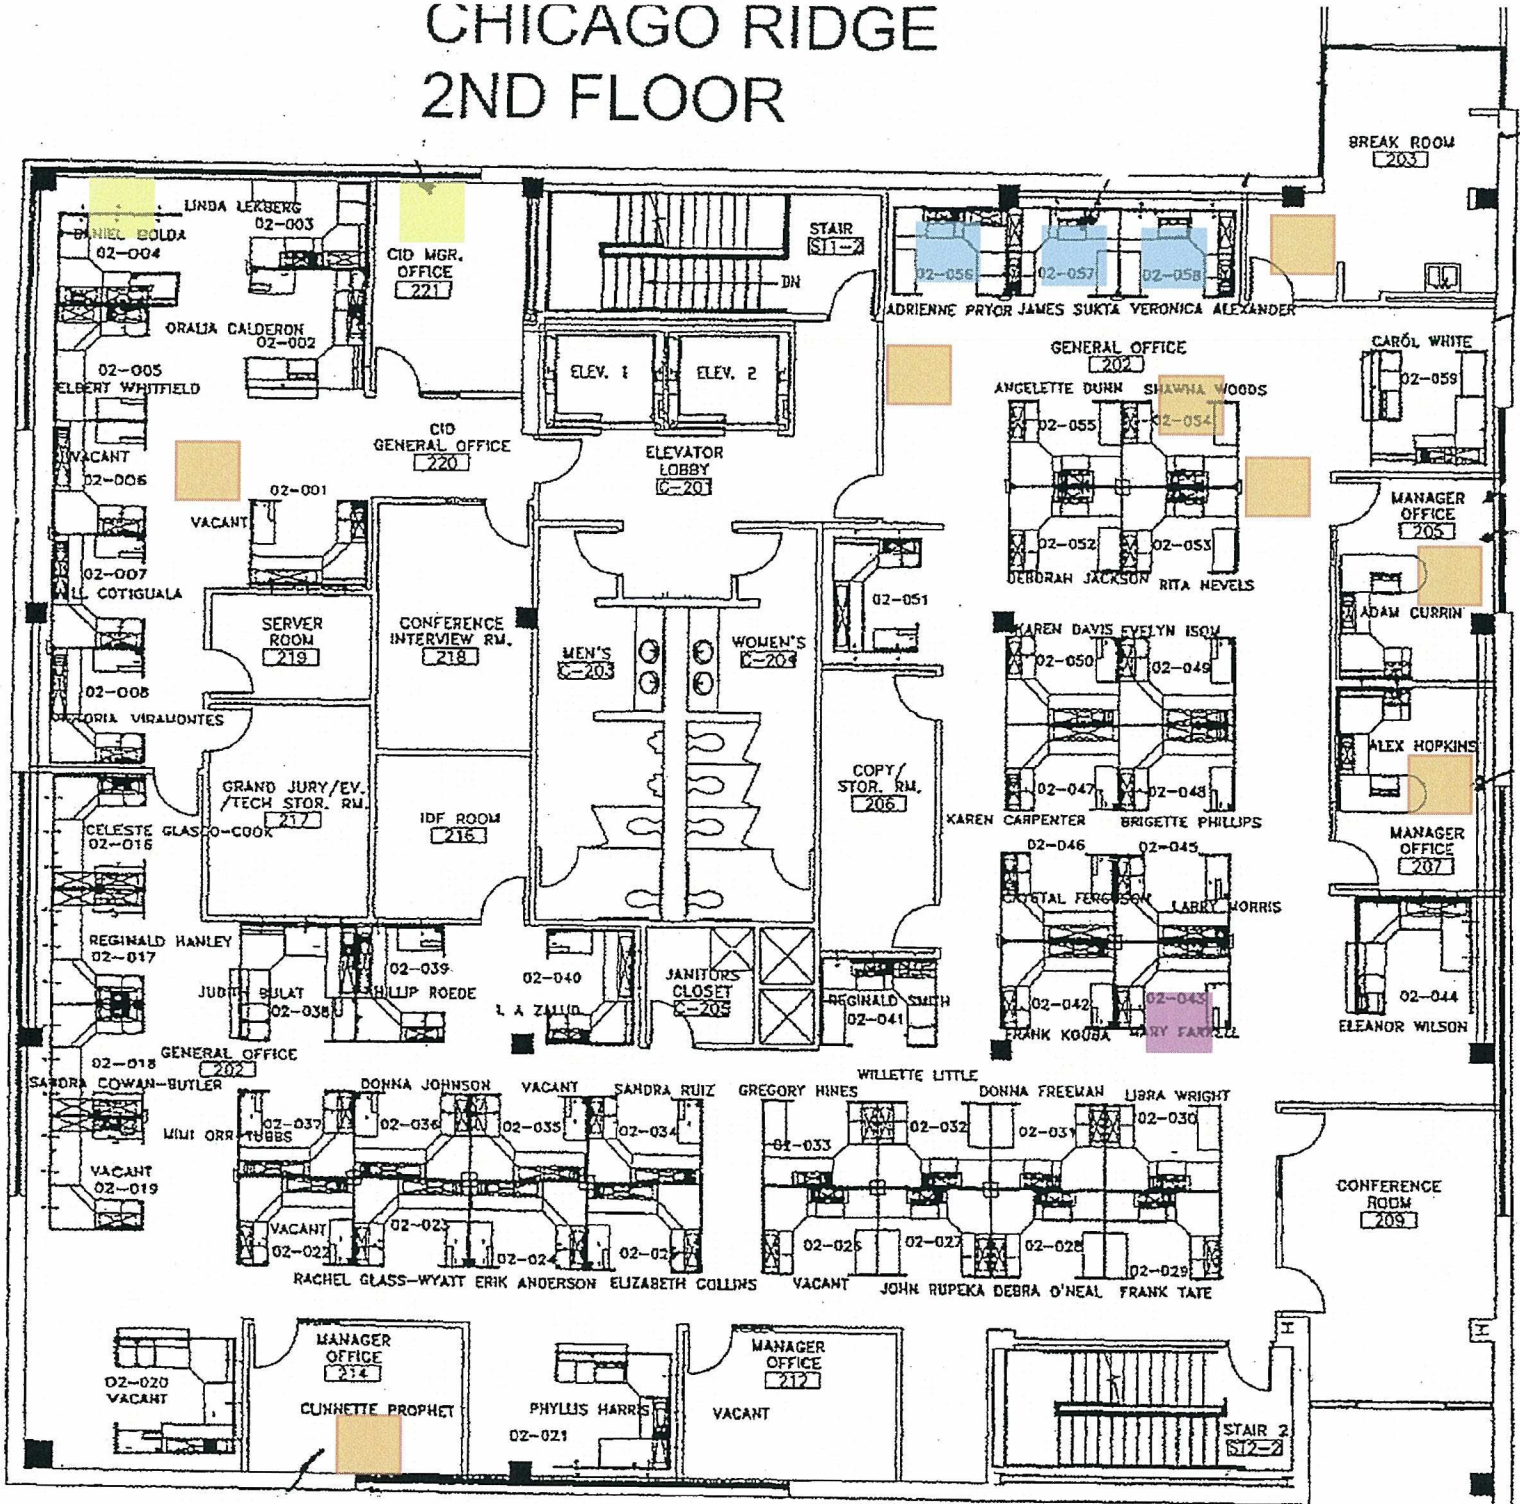 CHICAGO RIDGE
2ND FLOOR
BREAK ROOM
203
LINDA LEKBERG
02-003
DANIEL BOLDA
02-004
CID MGR.
OFFICE
221
STAIR
ST1-2
DN
02-056
02-057
02-058
ADRIENNE PRYOR
JAMES SUKTA
VERONICA ALEXANDER
ORALIA CALDERON
02-002
02-005
ELBERT WHITFIELD
ELEV. 1
ELEV. 2
GENERAL OFFICE
202
CAROL WHITE
02-059
ANGELETTE DUNN
SHAWNA WOODS
02-055
02-054
CID
GENERAL OFFICE
220
ELEVATOR
LOBBY
C-201
VACANT
02-006
02-001
VACANT
MANAGER
OFFICE
205
02-052
02-053
DEBORAH JACKSON
RITA NEVELS
02-007
COTIGUALA
SERVER
ROOM
219
CONFERENCE
INTERVIEW RM.
218
MEN'S
C-203
WOMEN'S
C-204
02-051
ADAM CURRIN
KAREN DAVIS
EVELYN ISOM
02-050
02-049
02-008
VIRAMONTES
ALEX HOPKINS
GRAND JURY/EV.
/TECH STOR. RM.
217
IDF ROOM
216
COPY/
STOR. RM.
206
02-047
02-048
KAREN CARPENTER
BRIGETTE PHILLIPS
MANAGER
OFFICE
207
CELESTE GLASCO-COOK
02-016
02-046
02-045
CRYSTAL FERGUSON
LARRY MORRIS
REGINALD HANLEY
02-017
JUDITH BULAT
02-038
02-039
PHILLIP ROEDE
02-040
JANITORS
CLOSET
C-205
REGINALD SMITH
02-041
02-042
02-043
FRANK KOUBA
MARY FARRELL
02-044
ELEANOR WILSON
02-018
SANDRA COWAN-BUTLER
GENERAL OFFICE
202
DONNA JOHNSON
VACANT
SANDRA RUIZ
GREGORY HINES
WILLETTE LITTLE
DONNA FREEMAN
LIBRA WRIGHT
02-037
02-036
02-035
02-034
02-033
02-032
02-031
02-030
MIMI ORR-TUBBS
VACANT
02-019
CONFERENCE
ROOM
209
VACANT
02-022
02-023
02-024
02-025
02-026
02-027
02-028
02-029
RACHEL GLASS-WYATT
ERIK ANDERSON
ELIZABETH COLLINS
VACANT
JOHN RUPEKA
DEBRA O'NEAL
FRANK TATE
02-020
VACANT
MANAGER
OFFICE
214
CLINNETTE PROPHET
PHYLLIS HARRIS
02-021
MANAGER
OFFICE
212
VACANT
STAIR 2
ST2-2